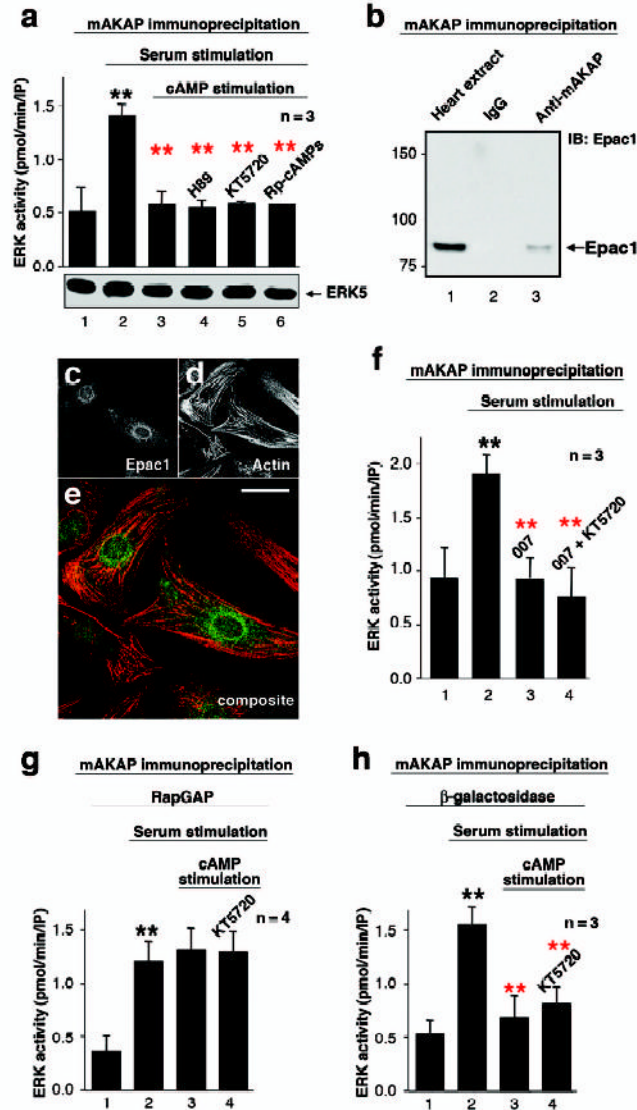 a
mAKAP immunoprecipitation
Serum stimulation
cAMP stimulation
n = 3
**
** ** ** **
H89
KT5720
Rp-cAMPs
ERK activity (pmol/min/IP)
1.5
1.0
0.5
0.0
← ERK5
1 2 3 4 5 6
b
mAKAP immunoprecipitation
Heart extract
IgG
Anti-mAKAP
IB: Epac1
150
100
75
←Epac1
1 2 3
c
Epac1
d
Actin
e
composite
f
mAKAP immunoprecipitation
Serum stimulation
n = 3
**
** **
007
007 + KT5720
ERK activity (pmol/min/IP)
2.0
1.5
1.0
0.5
0.0
1 2 3 4
g
mAKAP immunoprecipitation
RapGAP
Serum stimulation
cAMP
stimulation
KT5720
n = 4
**
ERK activity (pmol/min/IP)
1.5
1.0
0.5
0.0
1 2 3 4
h
mAKAP immunoprecipitation
β-galactosidase
Serum stimulation
cAMP
stimulation
n = 3
**
** **
KT5720
ERK activity (pmol/min/IP)
1.5
1.0
0.5
0.0
1 2 3 4